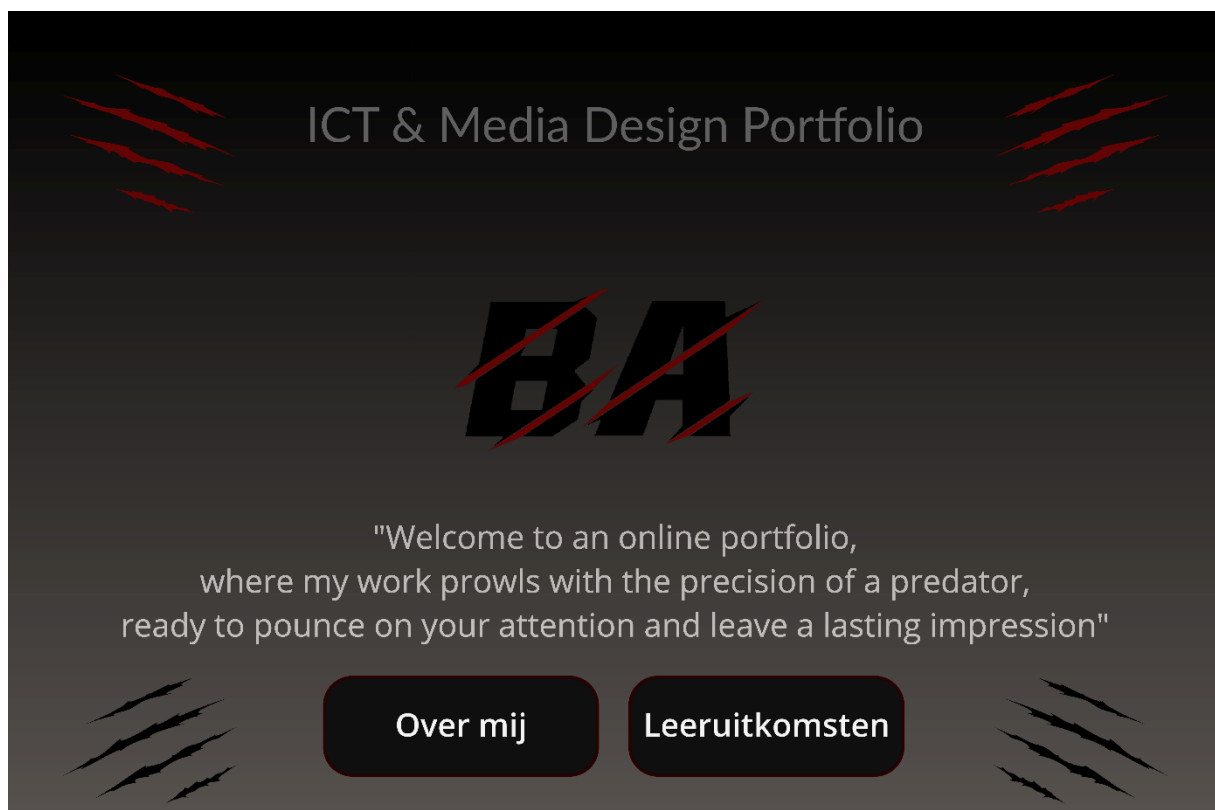 ICT & Media Design Portfolio
BA
"Welcome to an online portfolio,
where my work prowls with the precision of a predator,
ready to pounce on your attention and leave a lasting impression"
Over mij
Leeruitkomsten